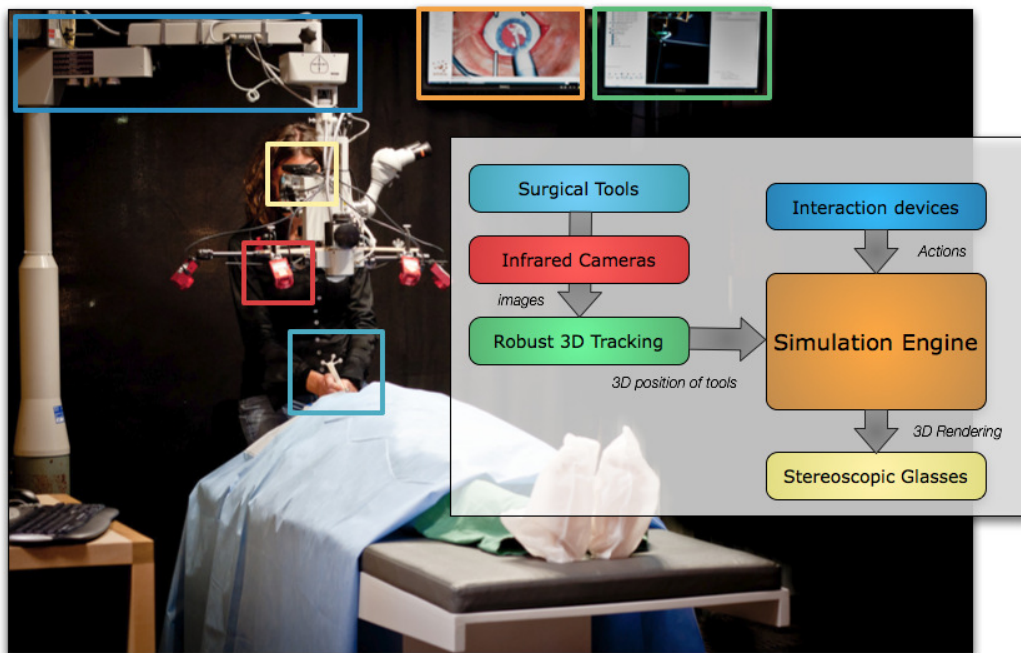 Surgical Tools
Interaction devices
Infrared Cameras
Actions
images
Robust 3D Tracking
Simulation Engine
3D position of tools
3D Rendering
Stereoscopic Glasses